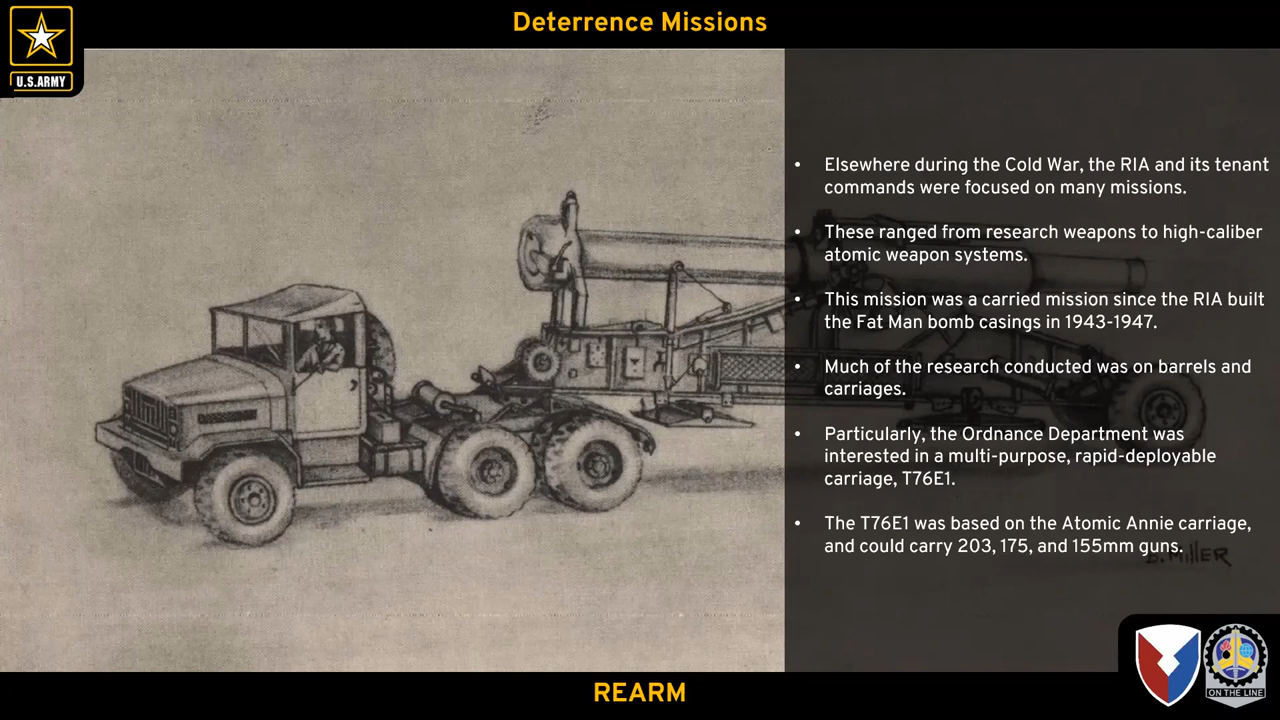 Deterrence Missions
U.S.ARMY
• Elsewhere during the Cold War, the RIA and its tenant
commands were focused on many missions.
• These ranged from research weapons to high-caliber
atomic weapon systems.
• This mission was a carried mission since the RIA built
the Fat Man bomb casings in 1943-1947.
• Much of the research conducted was on barrels and
carriages.
• Particularly, the Ordnance Department was
interested in a multi-purpose, rapid-deployable
carriage, T76E1.
• The T76E1 was based on the Atomic Annie carriage,
and could carry 203, 175, and 155mm guns.
B. MillER
ON THE LINE
REARM